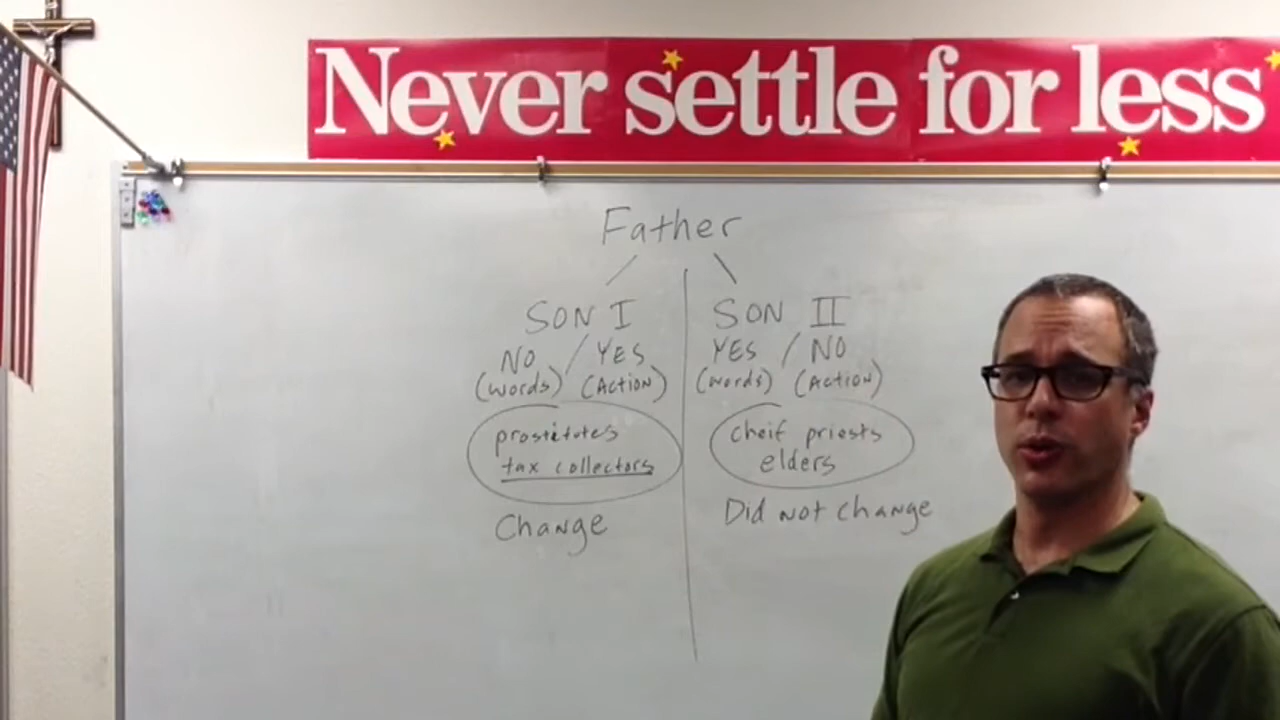 Never settle for less
Father
SON I
NO / YES
(words) (Action)
prostitutes
tax collectors
Change
SON II
YES / NO
(words) (Action)
cheif priests
elders
Did not change